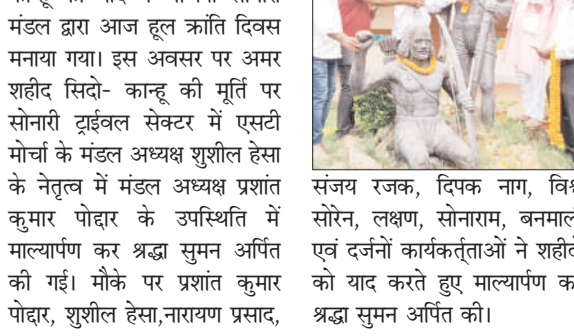 मंडल द्वारा आज हूल क्रांति दिवस
मनाया गया। इस अवसर पर अमर
शहीद सिदो- कान्हू की मूर्ति पर
सोनारी ट्राईवल सेक्टर में एसटी
मोर्चा के मंडल अध्यक्ष शुशील हेसा
के नेतृत्व में मंडल अध्यक्ष प्रशांत
कुमार पोद्दार के उपस्थिति में
माल्यार्पण कर श्रद्धा सुमन अर्पित
की गई। मौके पर प्रशांत कुमार
पोद्दार, शुशील हेसा,नारायण प्रसाद,
संजय रजक, दिपक नाग,
सोरेन, लक्षण, सोनाराम,
एवं दर्जनों कार्यकर्त्ताओं ने
को याद करते हुए माल्यार्पण
श्रद्धा सुमन अर्पित की।